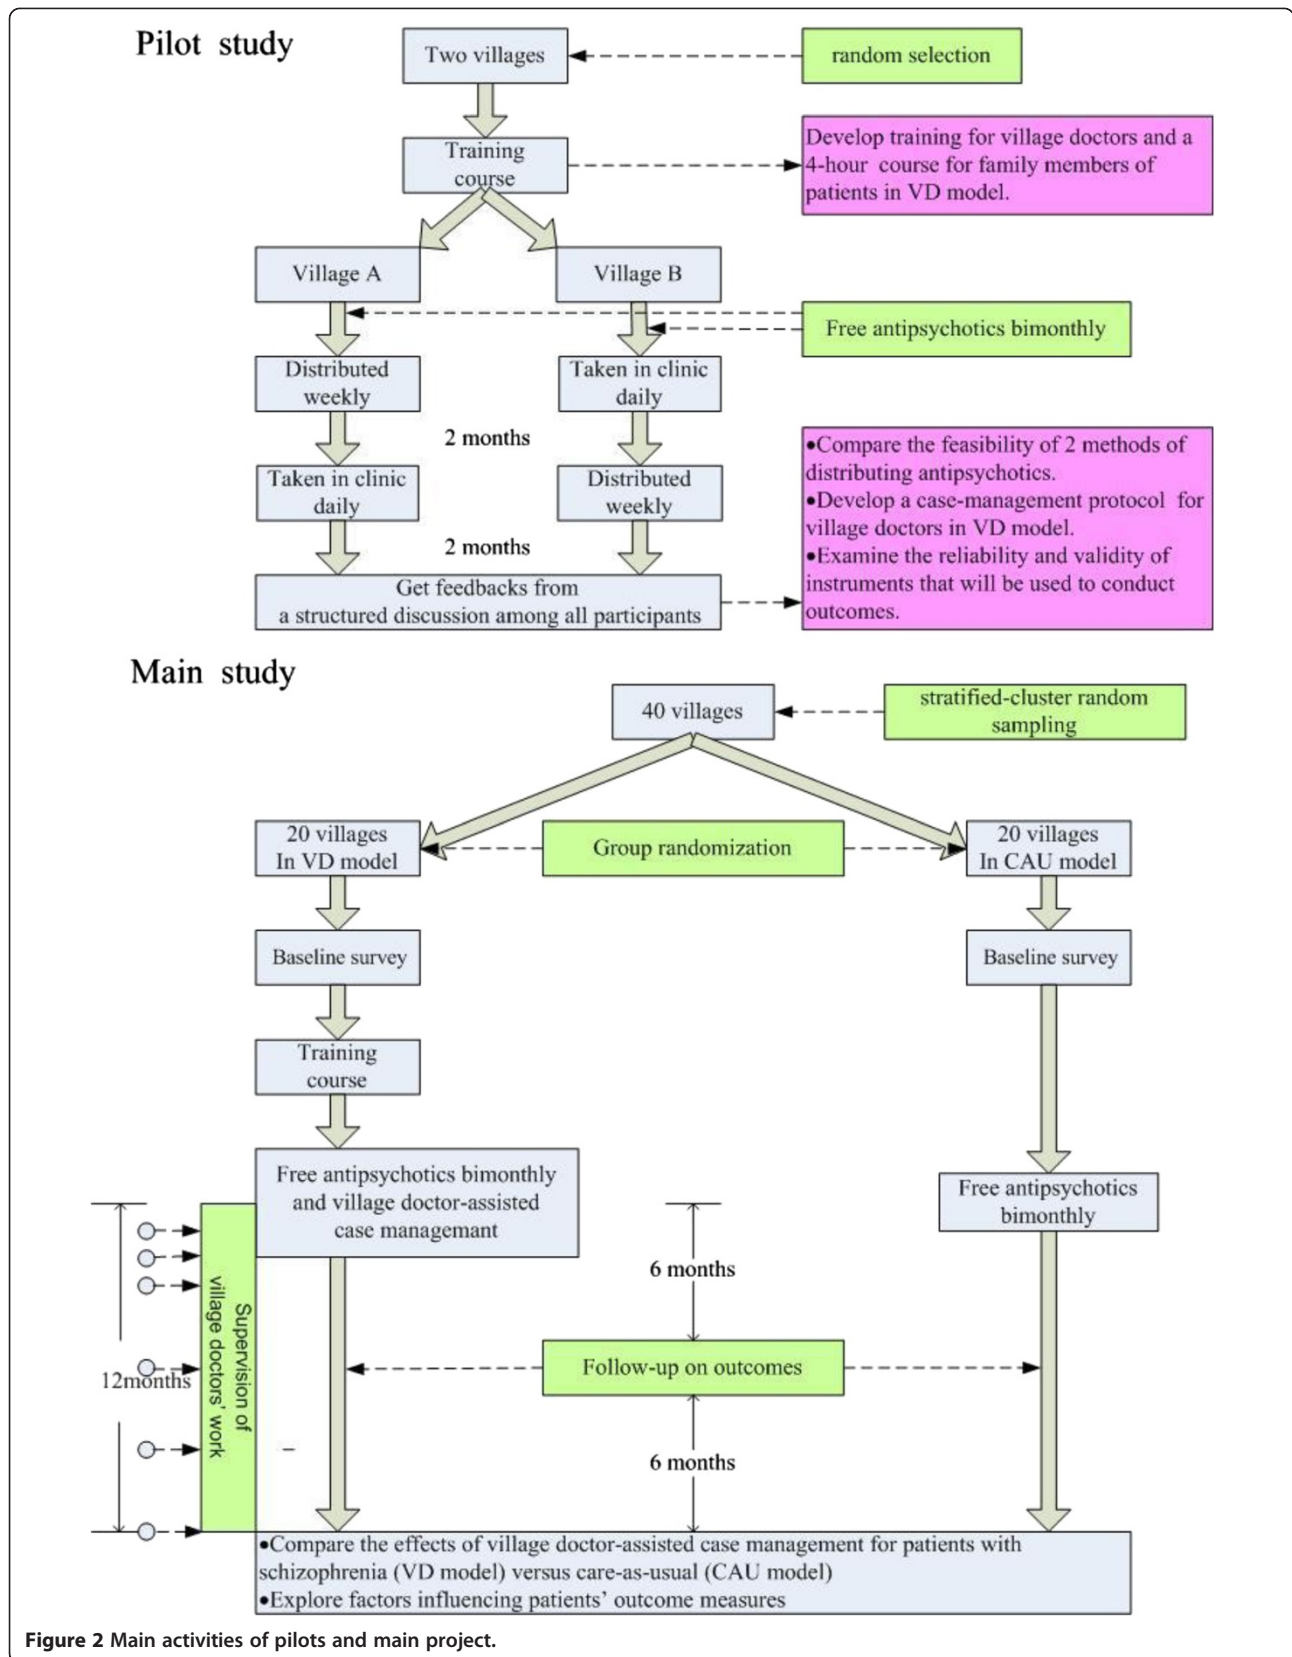 Pilot study
Two villages
random selection
Training
course
Develop training for village doctors and a
4-hour course for family members of
patients in VD model.
Village A
Village B
Free antipsychotics bimonthly
Distributed
weekly
Taken in clinic
daily
2 months
Taken in clinic
daily
Distributed
weekly
2 months
•Compare the feasibility of 2 methods of
distributing antipsychotics.
•Develop a case-management protocol for
village doctors in VD model.
•Examine the reliability and validity of
instruments that will be used to conduct
outcomes.
Get feedbacks from
a structured discussion among all participants
Main study
40 villages
stratified-cluster random
sampling
20 villages
In VD model
Group randomization
20 villages
In CAU model
Baseline survey
Baseline survey
Training
course
Free antipsychotics bimonthly
and village doctor-assisted
case managemant
Free antipsychotics
bimonthly
6 months
Supervision of
village doctors' work
12months
Follow-up on outcomes
6 months
•Compare the effects of village doctor-assisted case management for patients with
schizophrenia (VD model) versus care-as-usual (CAU model)
•Explore factors influencing patients' outcome measures
Figure 2 Main activities of pilots and main project.